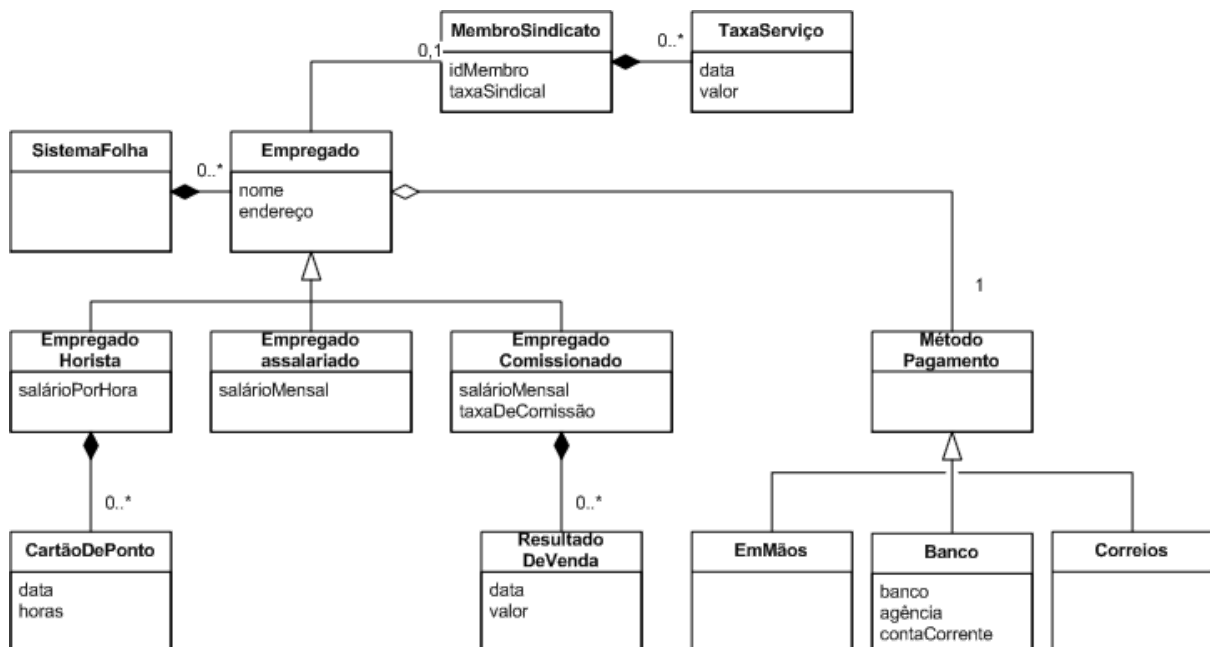 MembroSindicato
idMembro
taxaSindical
0..*
TaxaServiço
data
valor
0,1
SistemaFolha
0..*
Empregado
nome
endereço
1
Empregado
Horista
salárioPorHora
Empregado
assalariado
salárioMensal
Empregado
Comissionado
salárioMensal
taxaDeComissão
Método
Pagamento
0..*
0..*
CartãoDePonto
data
horas
Resultado
DeVenda
data
valor
EmMãos
Banco
banco
agência
contaCorrente
Correios